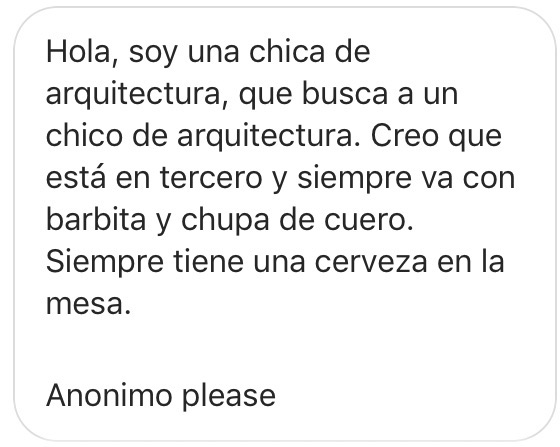 Hola, soy una chica de
arquitectura, que busca a un
chico de arquitectura. Creo que
está en tercero y siempre va con
barbita y chupa de cuero.
Siempre tiene una cerveza en la
mesa.
Anonimo please